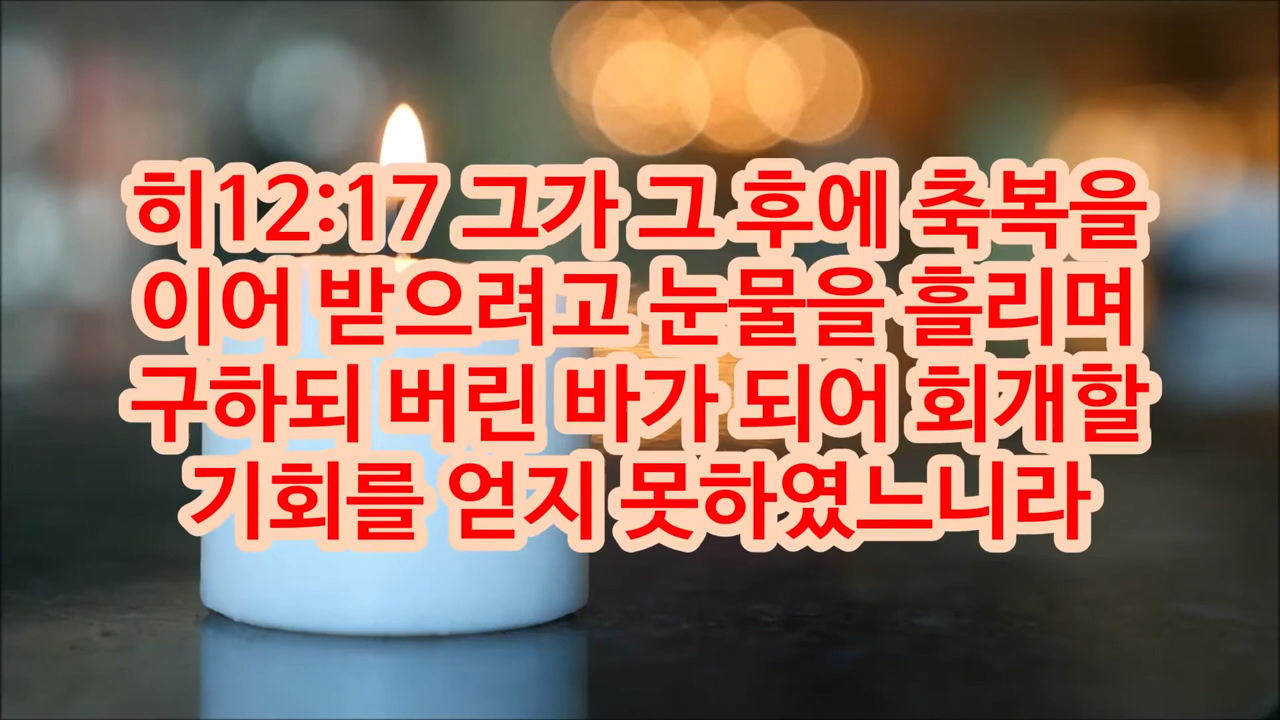 히12:17 그가 그 후에 축복을
이어 받으려고 눈물을 흘리며
구하되 버린 바가 되어 회개할
기회를 얻지 못하였느니라